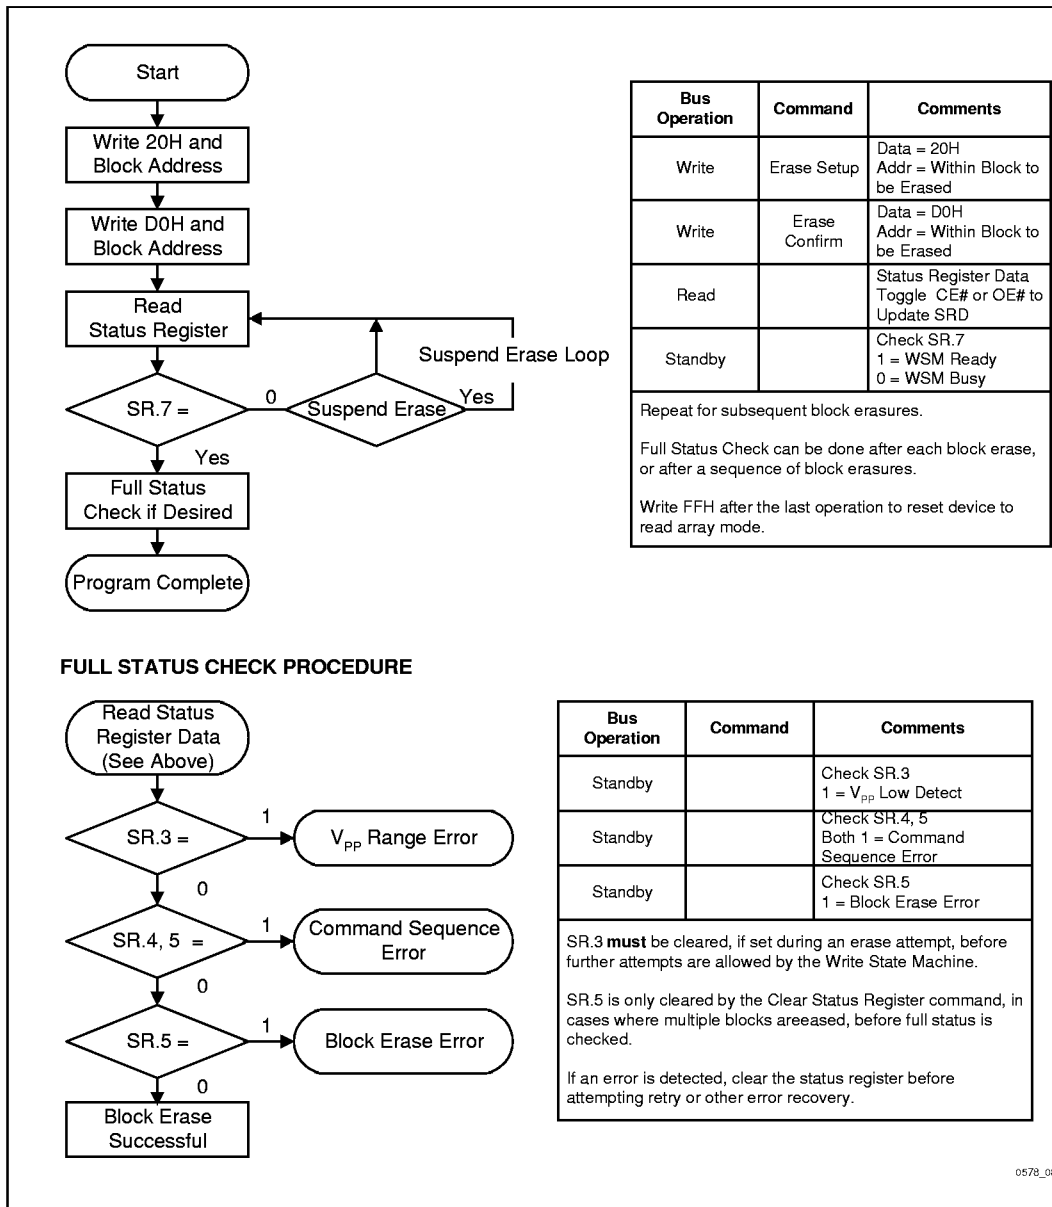 Start
Write 20H and
Block Address
Write D0H and
Block Address
Read
Status Register
Suspend Erase Loop
SR.7 =
0
Suspend Erase
Yes
Yes
Full Status
Check if Desired
Program Complete
Bus
Operation
Command
Comments
Write
Erase Setup
Data = 20H
Addr = Within Block to
be Erased
Write
Erase
Confirm
Data = D0H
Addr = Within Block to
be Erased
Read
Status Register Data
Toggle CE# or OE# to
Update SRD
Standby
Check SR.7
1 = WSM Ready
0 = WSM Busy
Repeat for subsequent block erasures.
Full Status Check can be done after each block erase,
or after a sequence of block erasures.
Write FFH after the last operation to reset device to
read array mode.
FULL STATUS CHECK PROCEDURE
Read Status
Register Data
(See Above)
SR.3 =
1
VPP Range Error
0
SR.4, 5 =
1
Command Sequence
Error
0
SR.5 =
1
Block Erase Error
0
Block Erase
Successful
Bus
Operation
Command
Comments
Standby
Check SR.3
1 = VPP Low Detect
Standby
Check SR.4, 5
Both 1 = Command
Sequence Error
Standby
Check SR.5
1 = Block Erase Error
SR.3 must be cleared, if set during an erase attempt, before
further attempts are allowed by the Write State Machine.
SR.5 is only cleared by the Clear Status Register command, in
cases where multiple blocks areeased, before full status is
checked.
If an error is detected, clear the status register before
attempting retry or other error recovery.